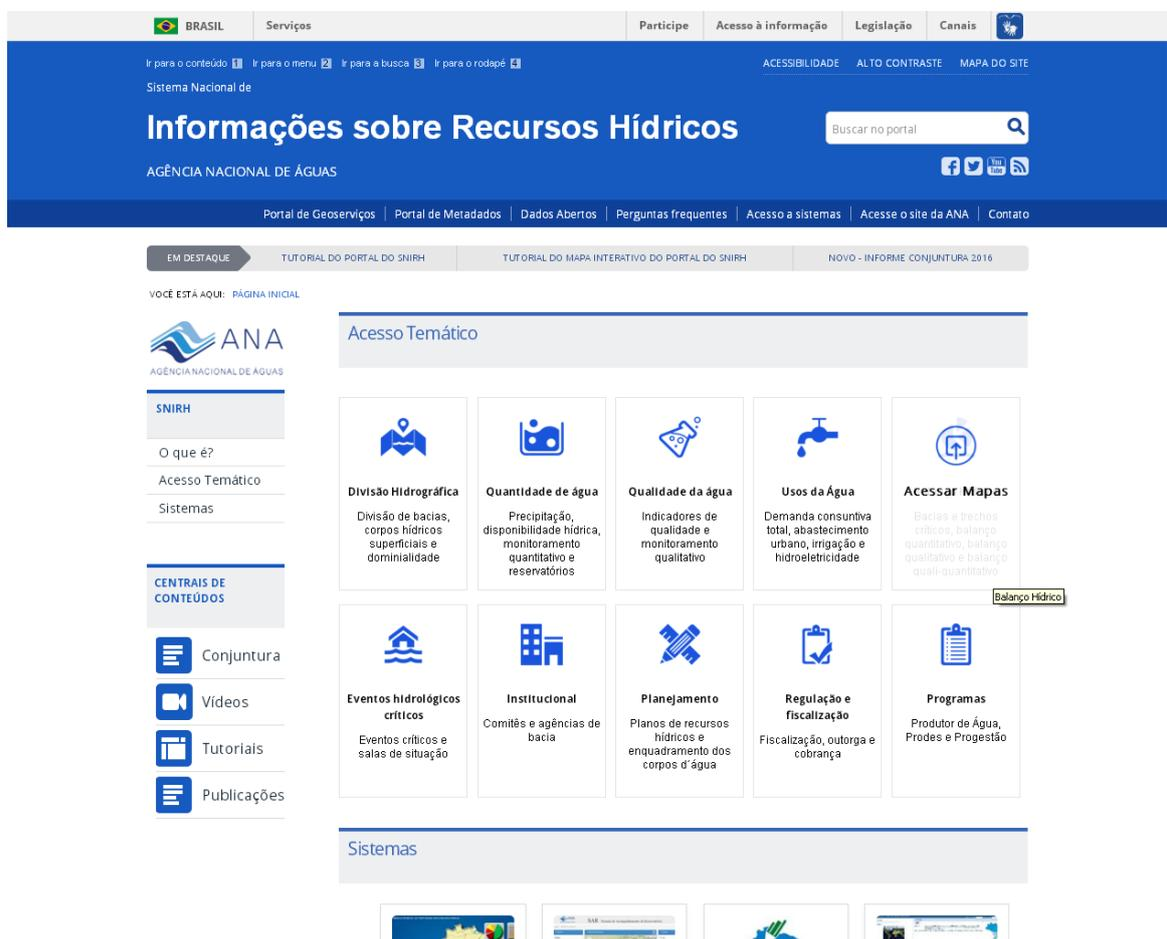 BRASIL
Serviços
Participe
Acesso à informação
Legislação
Canais
Ir para o conteúdo 1 Ir para o menu 2 Ir para a busca 3 Ir para o rodapé 4
ACESSIBILIDADE ALTO CONTRASTE MAPA DO SITE
Sistema Nacional de
Informações sobre Recursos Hídricos
Buscar no portal
AGÊNCIA NACIONAL DE ÁGUAS
You
Tube
Portal de Geoserviços
Portal de Metadados
Dados Abertos
Perguntas frequentes
Acesso a sistemas
Acesse o site da ANA
Contato
EM DESTAQUE
TUTORIAL DO PORTAL DO SNIRH
TUTORIAL DO MAPA INTERATIVO DO PORTAL DO SNIRH
NOVO - INFORME CONJUNTURA 2016
VOCÊ ESTÁ AQUI: PÁGINA INICIAL
ANA
AGÊNCIA NACIONAL DE ÁGUAS
SNIRH
O que é?
Acesso Temático
Sistemas
CENTRAIS DE
CONTEÚDOS
Conjuntura
Vídeos
Tutoriais
Publicações
Acesso Temático
Divisão Hidrográfica
Divisão de bacias,
corpos hídricos
superficiais e
dominialidade
Quantidade de água
Precipitação,
disponibilidade hídrica,
monitoramento
quantitativo e
reservatórios
Qualidade da água
Indicadores de
qualidade e
monitoramento
qualitativo
Usos da Água
Demanda consuntiva
total, abastecimento
urbano, irrigação e
hidroeletricidade
Acessar Mapas
Bacias e trechos
críticos, balanço
quantitativo, balanço
qualitativo e balanço
quali-quantitativo
Balanço Hídrico
Eventos hidrológicos
críticos
Eventos críticos e
salas de situação
Institucional
Comitês e agências de
bacia
Planejamento
Planos de recursos
hídricos e
enquadramento dos
corpos d´água
Regulação e
fiscalização
Fiscalização, outorga e
cobrança
Programas
Produtor de Água,
Prodes e Progestão
Sistemas
SAR